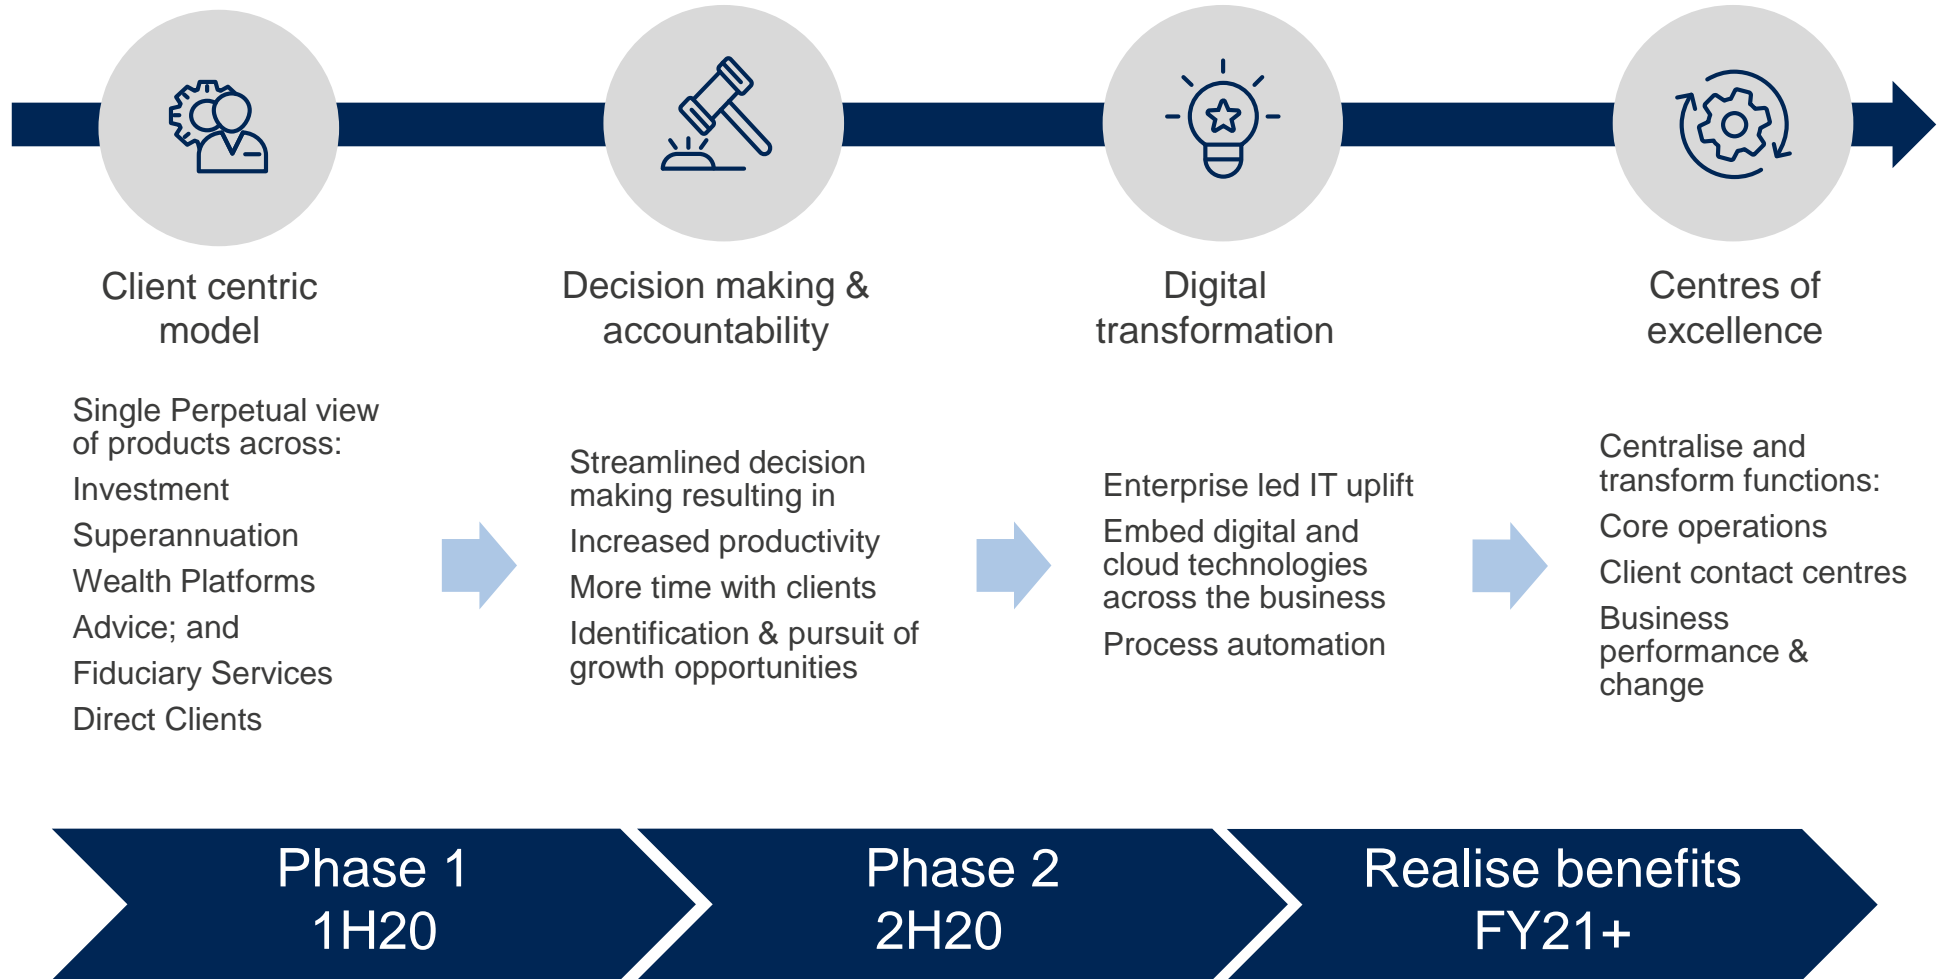 Client centric
model
Decision making &
accountability
Digital
transformation
Centres of
excellence
Single Perpetual view
of products across:
Investment
Superannuation
Wealth Platforms
Advice; and
Fiduciary Services
Direct Clients
Streamlined decision
making resulting in
Increased productivity
More time with clients
Identification & pursuit of
growth opportunities
Enterprise led IT uplift
Embed digital and
cloud technologies
across the business
Process automation
Centralise and
transform functions:
Core operations
Client contact centres
Business
performance &
change
Phase 1
1H20
Phase 2
2H20
Realise benefits
FY21+